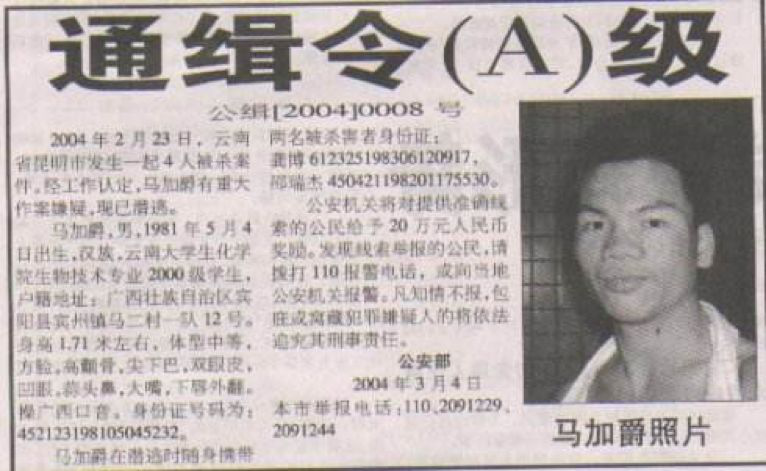 通缉令(A)级
公缉[2004]0008 号
2004 年 2 月 23 日，云南
省昆明市发生一起 4 人被杀案
件。经工作认定，马加爵有重大
作案嫌疑，现已潜逃。
马加爵，男，1981 年 5 月 4
日出生，汉族，云南大学生化学
院生物技术专业 2000 级学生，
户籍地址：广西壮族自治区宾
阳县宾州镇马二村一队 12 号。
身高 1.71 米左右，体型中等，
方脸，高颧骨，尖下巴，双眼皮，
凹眼，蒜头鼻，大嘴，下唇外翻。
操广西口音。身份证号码为：
452123198105045232。
马加爵在潜逃时随身携带
两名被杀害者身份证：
龚博 612325198306120917，
邵瑞杰 450421198201175530。
公安机关将对提供准确线
索的公民给予 20 万元人民币
奖励。发现线索举报的公民，请
拨打 110 报警电话，或向当地
公安机关报警。凡知情不报，包
庇或窝藏犯罪嫌疑人的将依法
追究其刑事责任。
公安部
2004 年 3 月 4 日
本市举报电话：110、2091229、
2091244
马加爵照片